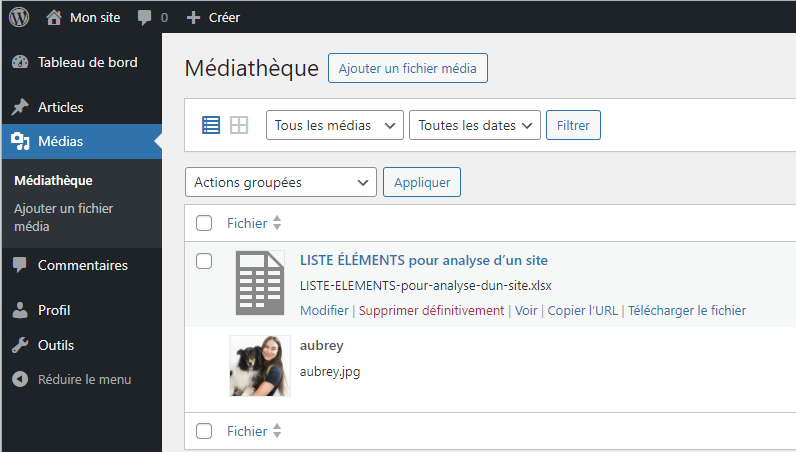 Mon site 0 Créer
Tableau de bord
Articles
Médias
Médiathèque
Ajouter un fichier
média
Commentaires
Profil
Outils
Réduire le menu
Médiathèque Ajouter un fichier média
Tous les médias Toutes les dates Filtrer
Actions groupées Appliquer
Fichier
LISTE ÉLÉMENTS pour analyse d’un site
LISTE-ELEMENTS-pour-analyse-dun-site.xlsx
Modifier | Supprimer définitivement | Voir | Copier l’URL | Télécharger le fichier
aubrey
aubrey.jpg
Fichier